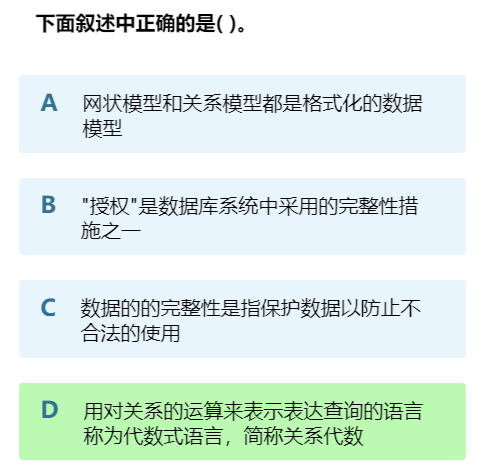 下面叙述中正确的是( )。
A 网状模型和关系模型都是格式化的数据
模型
B "授权"是数据库系统中采用的完整性措
施之一
C 数据的的完整性是指保护数据以防止不
合法的使用
D 用对关系的运算来表示表达查询的语言
称为代数式语言，简称关系代数